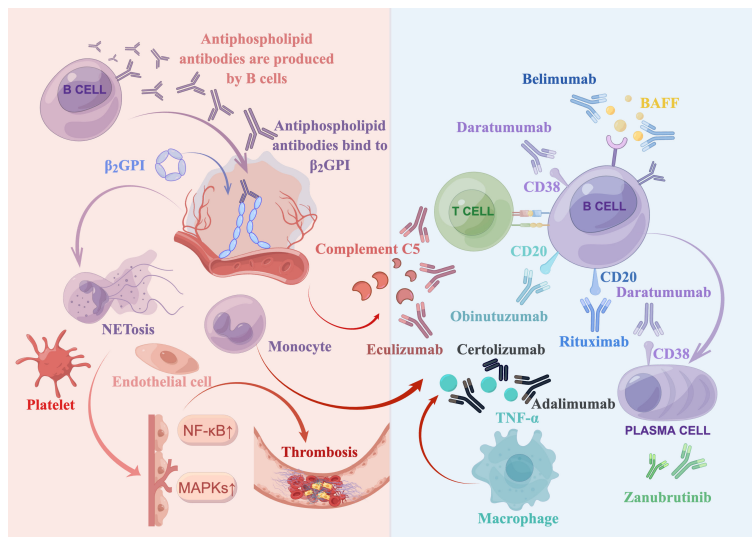 Antiphospholipid
antibodies are produced
by B cells
B CELL
Antiphospholipid
antibodies bind to
β₂GPI
β₂GPI
NETosis
Monocyte
Platelet
Endothelial cell
NF-κB↑
MAPKs↑
Thrombosis
Belimumab
BAFF
Daratumumab
CD38
T CELL
B CELL
Complement C5
CD20
CD20
Daratumumab
Obinutuzumab
Rituximab
Eculizumab
Certolizumab
CD38
Adalimumab
TNF-α
PLASMA CELL
Macrophage
Zanubrutinib